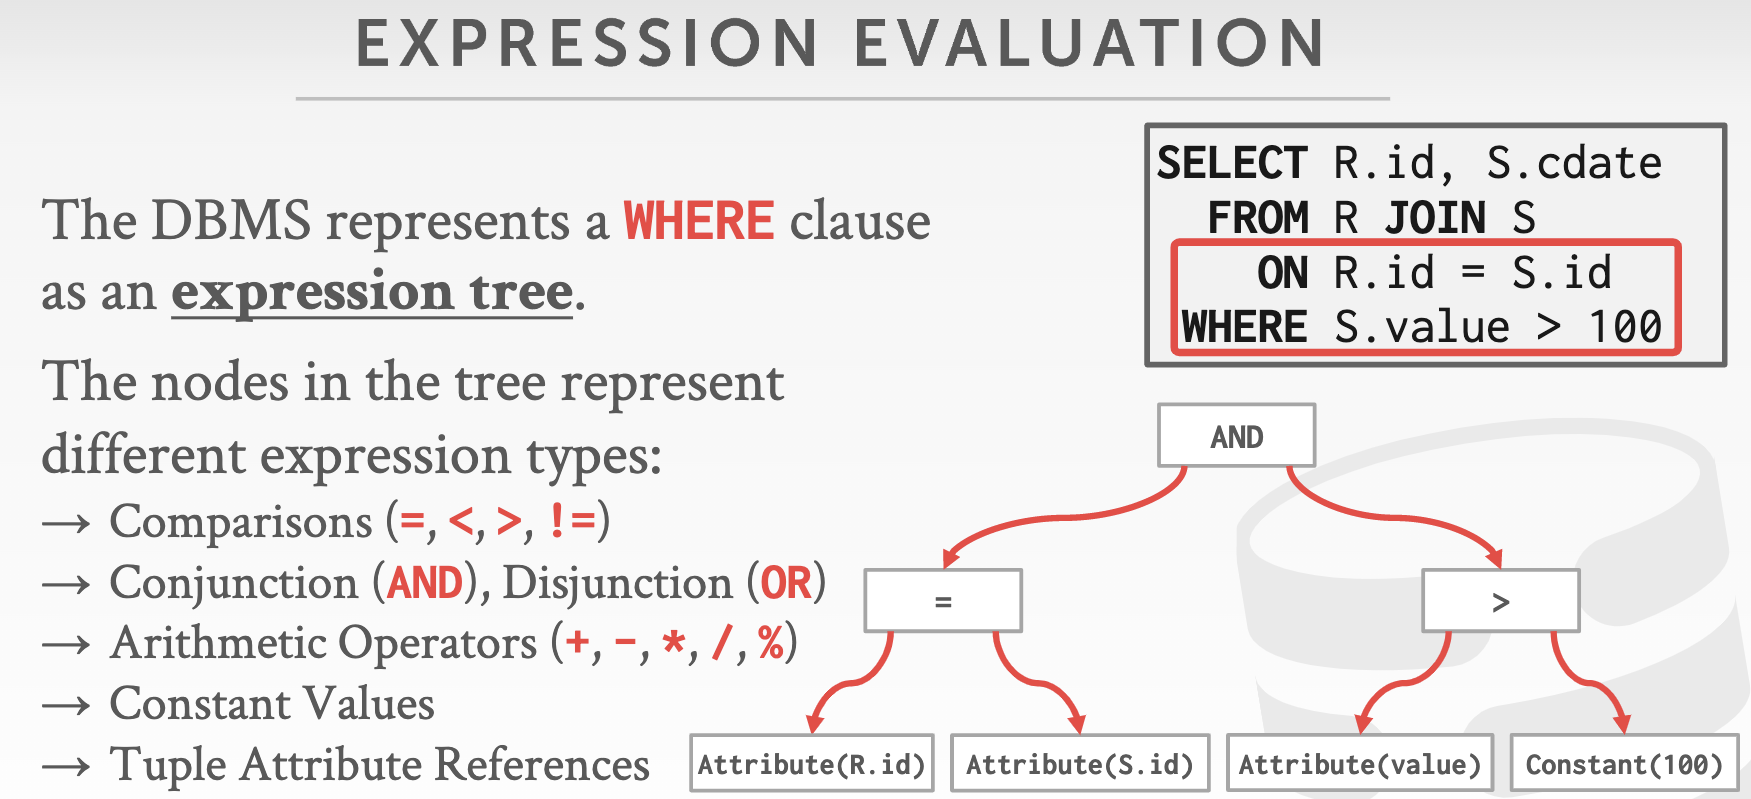 EXPRESSION EVALUATION
The DBMS represents a WHERE clause
as an expression tree.
The nodes in the tree represent
different expression types:
→ Comparisons (=, <, >, !=)
→ Conjunction (AND), Disjunction (OR)
→ Arithmetic Operators (+, -, *, /, %)
→ Constant Values
→ Tuple Attribute References
SELECT R.id, S.cdate
FROM R JOIN S
ON R.id = S.id
WHERE S.value > 100
AND
=
>
Attribute(R.id)
Attribute(S.id)
Attribute(value)
Constant(100)